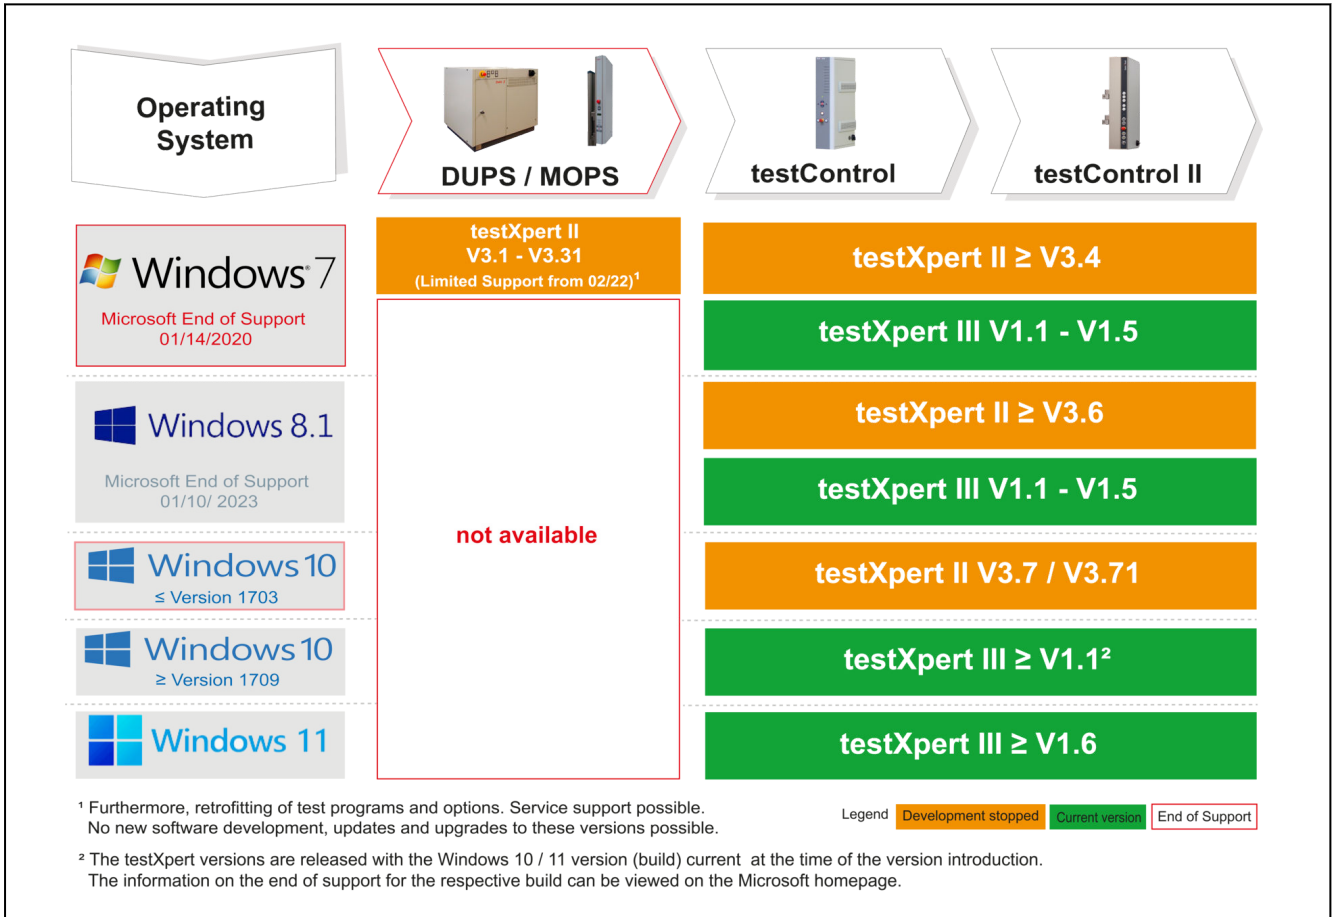 Operating
System
DUPS / MOPS
testControl
testControl II
Windows® 7
Microsoft End of Support
01/14/2020
testXpert II
V3.1 - V3.31
(Limited Support from 02/22)¹
testXpert II ≥ V3.4
testXpert III V1.1 - V1.5
Windows 8.1
Microsoft End of Support
01/10/ 2023
not available
testXpert II ≥ V3.6
testXpert III V1.1 - V1.5
Windows 10
≤ Version 1703
testXpert II V3.7 / V3.71
Windows 10
≥ Version 1709
testXpert III ≥ V1.1²
Windows 11
testXpert III ≥ V1.6
¹ Furthermore, retrofitting of test programs and options. Service support possible.
No new software development, updates and upgrades to these versions possible.
Legend
Development stopped
Current version
End of Support
² The testXpert versions are released with the Windows 10 / 11 version (build) current at the time of the version introduction.
The information on the end of support for the respective build can be viewed on the Microsoft homepage.